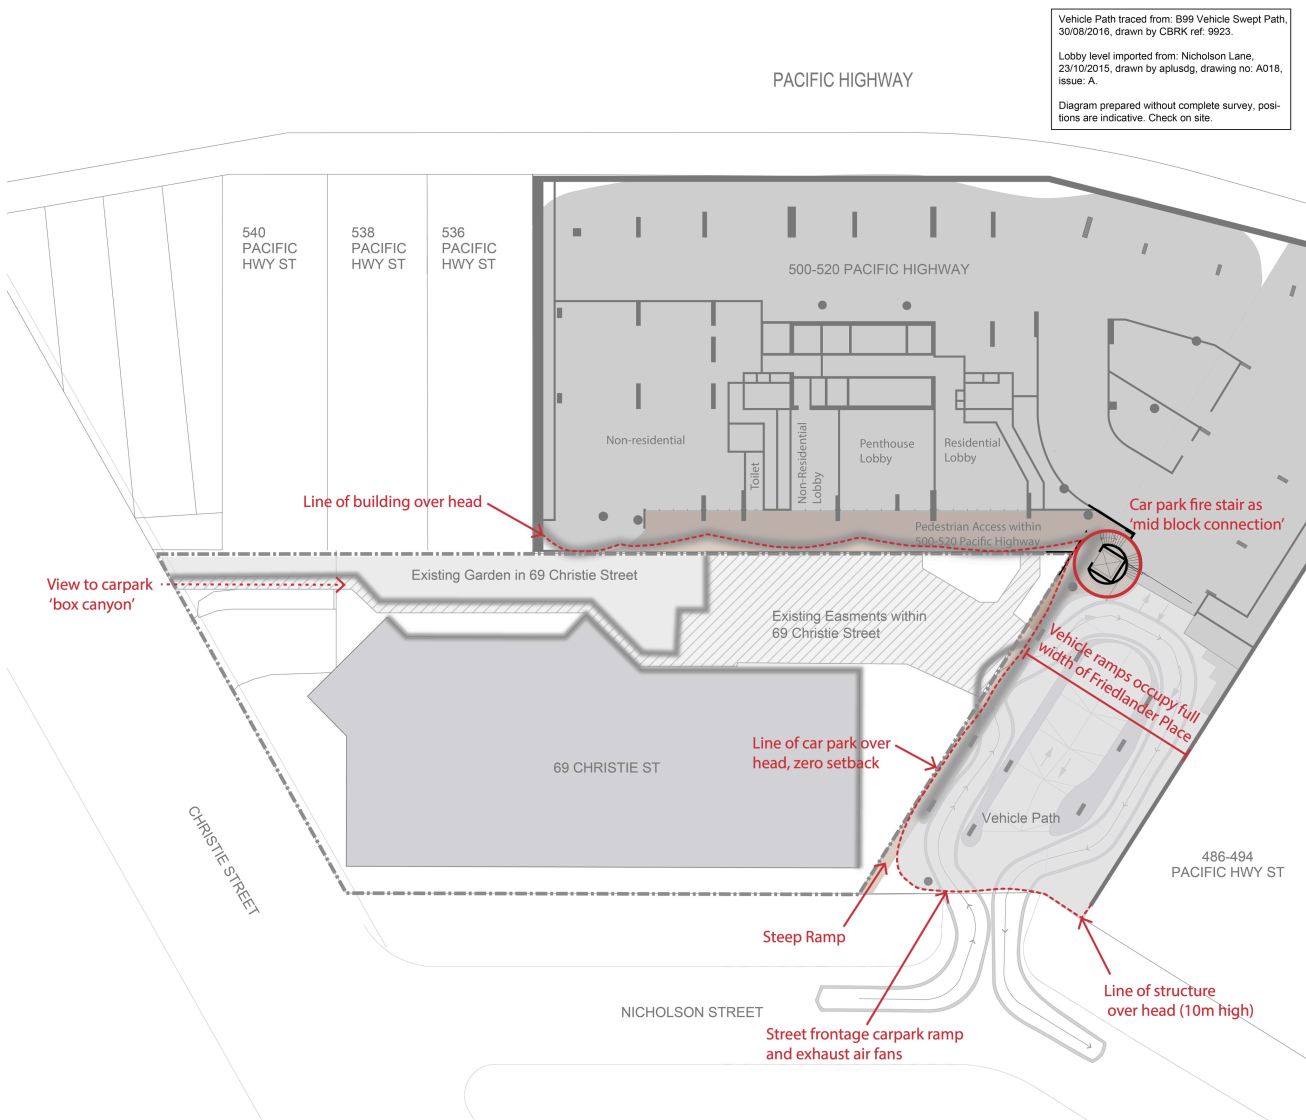 Vehicle Path traced from: B99 Vehicle Swept Path,
30/08/2016, drawn by CBRK ref: 9923.
Lobby level imported from: Nicholson Lane,
23/10/2015, drawn by aplusdg, drawing no: A018,
issue: A.
Diagram prepared without complete survey, posi-
tions are indicative. Check on site.
PACIFIC HIGHWAY
540
PACIFIC
HWY ST
538
PACIFIC
HWY ST
536
PACIFIC
HWY ST
500-520 PACIFIC HIGHWAY
Non-residential
Toilet
Non-Residential
Lobby
Penthouse
Lobby
Residential
Lobby
Line of building over head
Pedestrian Access within
500-520 Pacific Highway
Car park fire stair as
‘mid block connection’
View to carpark
‘box canyon’
Existing Garden in 69 Christie Street
Existing Easments within
69 Christie Street
Vehicle ramps occupy full
width of Friedlander Place
Line of car park over
head, zero setback
69 CHRISTIE ST
Vehicle Path
CHRISTIE STREET
486-494
PACIFIC HWY ST
Steep Ramp
Line of structure
over head (10m high)
NICHOLSON STREET
Street frontage carpark ramp
and exhaust air fans